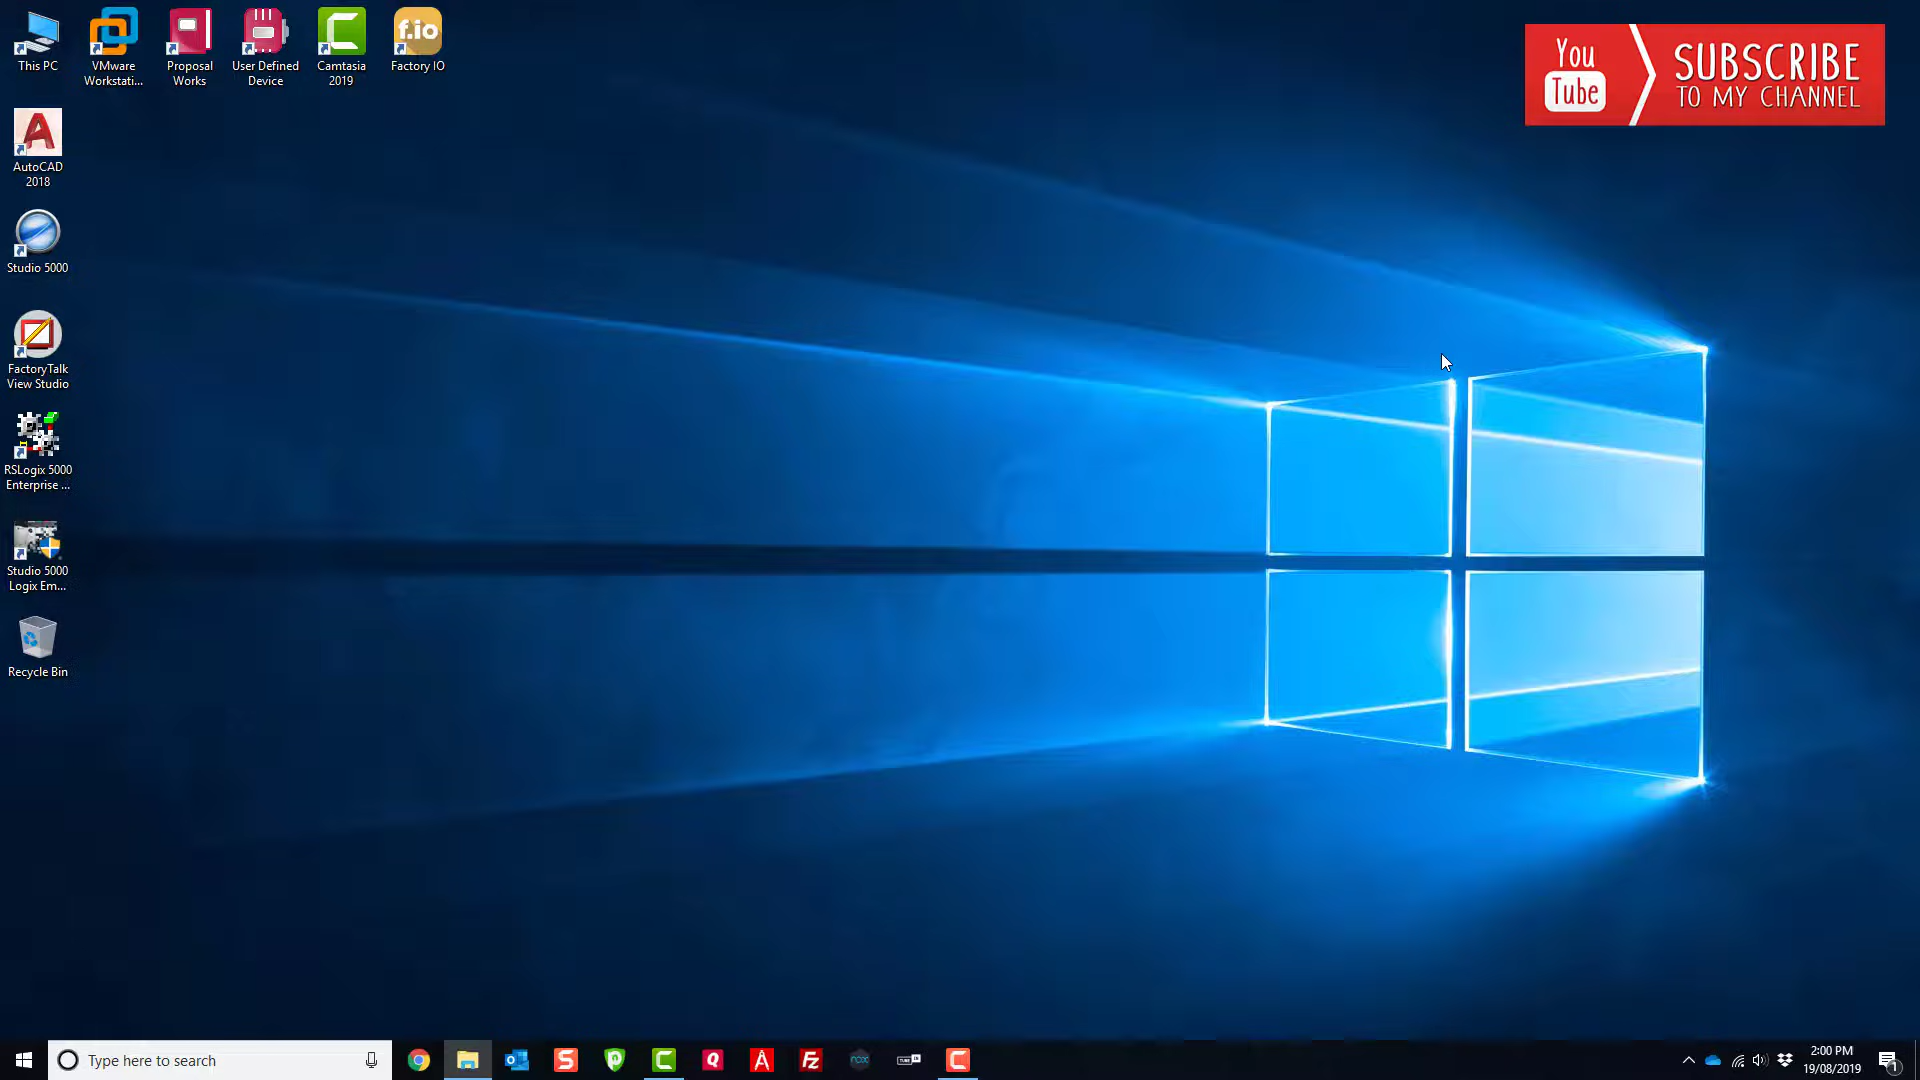 This PC
VMware
Workstati...
Proposal
Works
User Defined
Device
Camtasia
2019
f.io
Factory IO
You
Tube
SUBSCRIBE
TO MY CHANNEL
AutoCAD
2018
Studio 5000
FactoryTalk
View Studio
RSLogix 5000
Enterprise ...
Studio 5000
Logix Em...
Recycle Bin
Type here to search
2:00 PM
19/08/2019
1